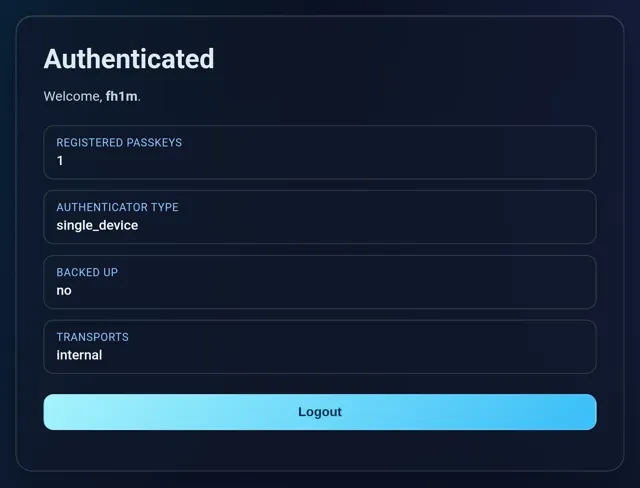 Authenticated
Welcome, fh1m.
REGISTERED PASSKEYS
1
AUTHENTICATOR TYPE
single_device
BACKED UP
no
TRANSPORTS
internal
Logout